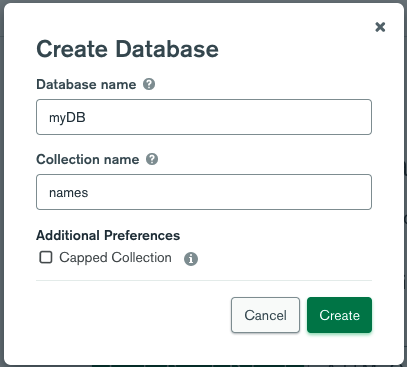 Create Database
Database name
myDB
Collection name
names
Additional Preferences
Capped Collection
Cancel Create